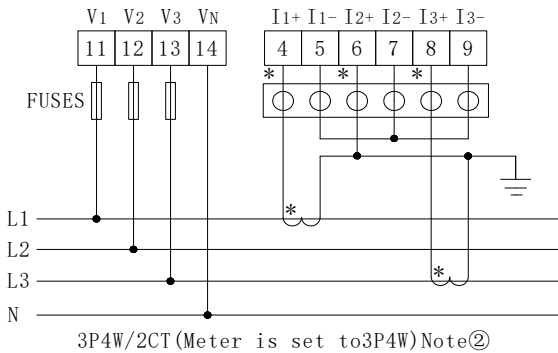 V1 V2 V3 VN I1+ I1- I2+ I2- I3+ I3-
11 12 13 14 4 5 6 7 8 9
* * *
FUSES
*
L1
L2
*
L3
N
3P4W/2CT(Meter is set to3P4W)Note②